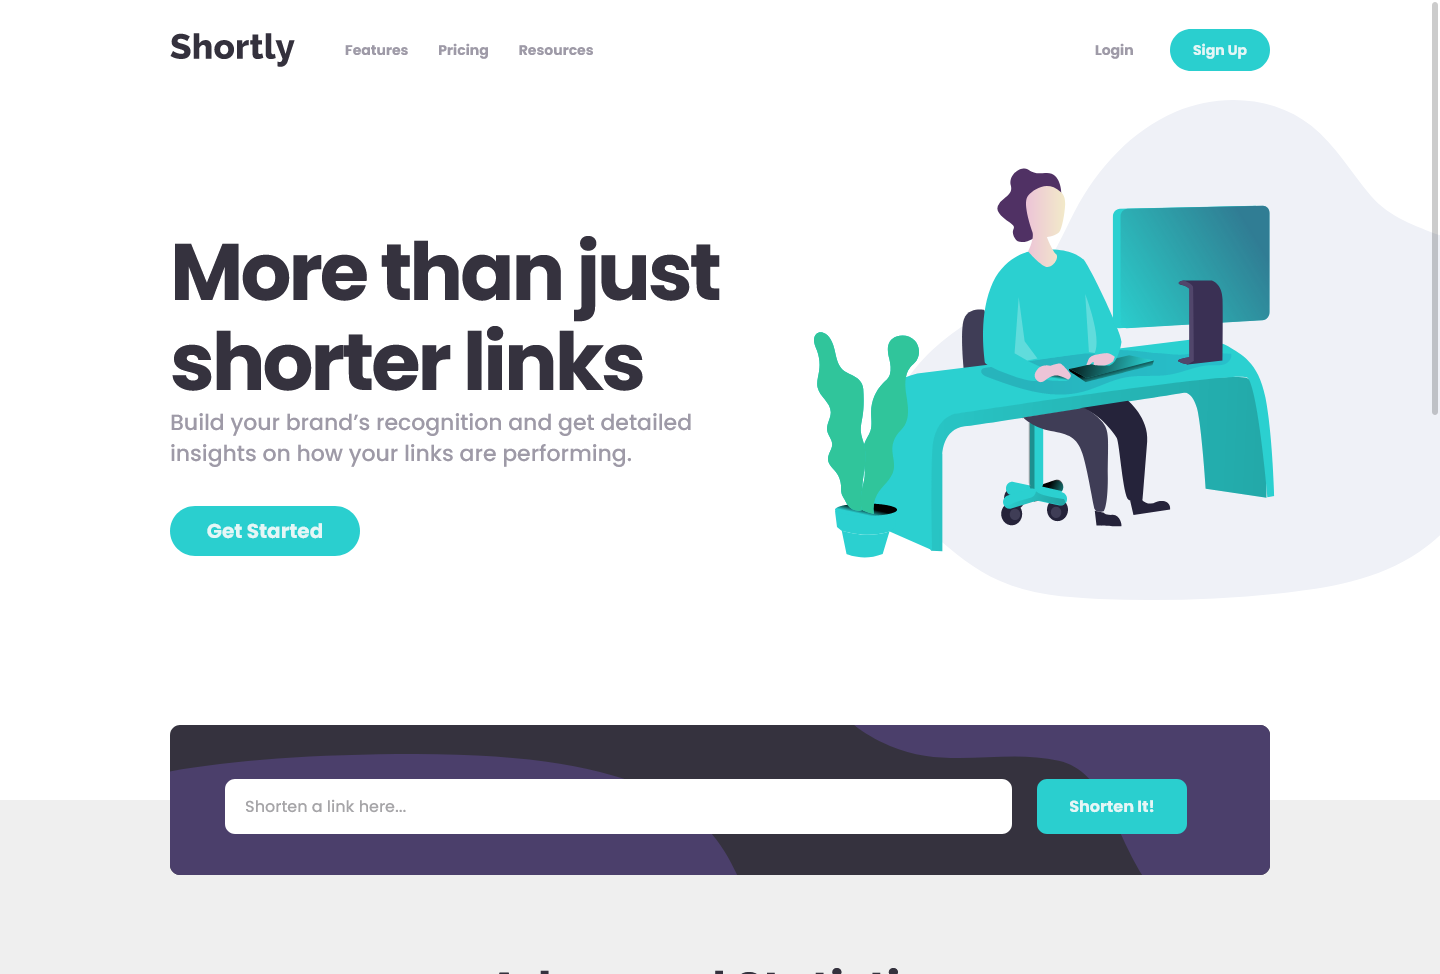 Shortly
Features
Pricing
Resources
Login
Sign Up
More than just
shorter links
Build your brand’s recognition and get detailed
insights on how your links are performing.
Get Started
Shorten a link here...
Shorten It!